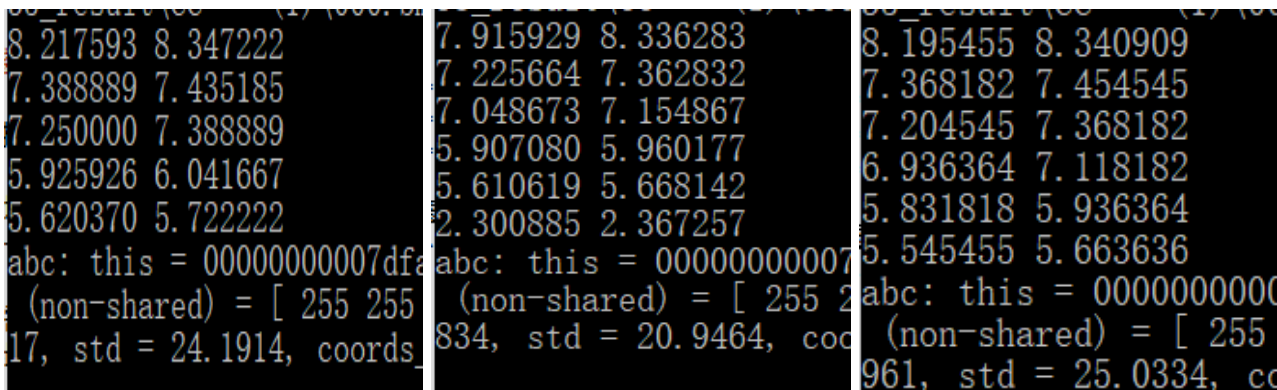 8.217593 8.347222
7.388889 7.435185
7.250000 7.388889
5.925926 6.041667
5.620370 5.722222
abc: this = 00000000007dfa
(non-shared) = [ 255 255
17, std = 24.1914, coords_
7.915929 8.336283
7.225664 7.362832
7.048673 7.154867
5.907080 5.960177
5.610619 5.668142
2.300885 2.367257
abc: this = 00000000007
(non-shared) = [ 255 2
834, std = 20.9464, coo
8.195455 8.340909
7.368182 7.454545
7.204545 7.368182
6.936364 7.118182
5.831818 5.936364
5.545455 5.663636
abc: this = 0000000000
(non-shared) = [ 255
961, std = 25.0334, co